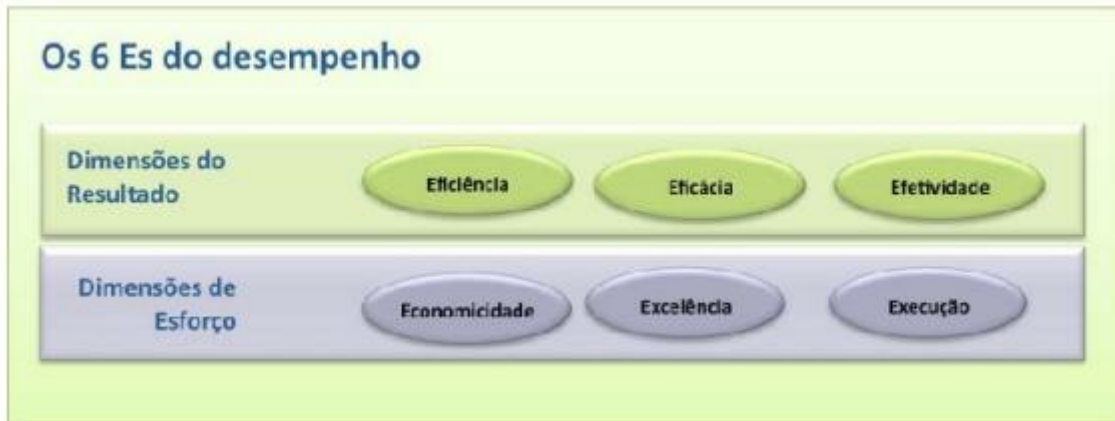 Os 6 Es do desempenho
Dimensões do
Resultado
Eficiência
Eficácia
Efetividade
Dimensões de
Esforço
Economicidade
Excelência
Execução